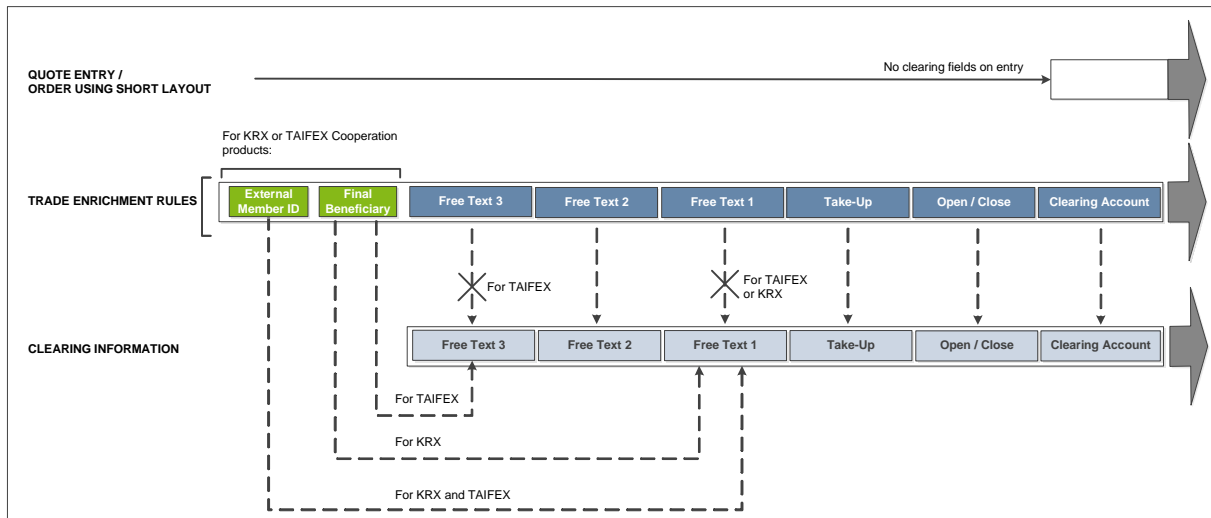 QUOTE ENTRY /
ORDER USING SHORT LAYOUT
No clearing fields on entry
For KRX or TAIFEX Cooperation
products:
TRADE ENRICHMENT RULES
External
Member ID
Final
Beneficiary
Free Text 3
Free Text 2
Free Text 1
Take-Up
Open / Close
Clearing Account
For TAIFEX
For TAIFEX
or KRX
CLEARING INFORMATION
Free Text 3
Free Text 2
Free Text 1
Take-Up
Open / Close
Clearing Account
For TAIFEX
For KRX
For KRX and TAIFEX